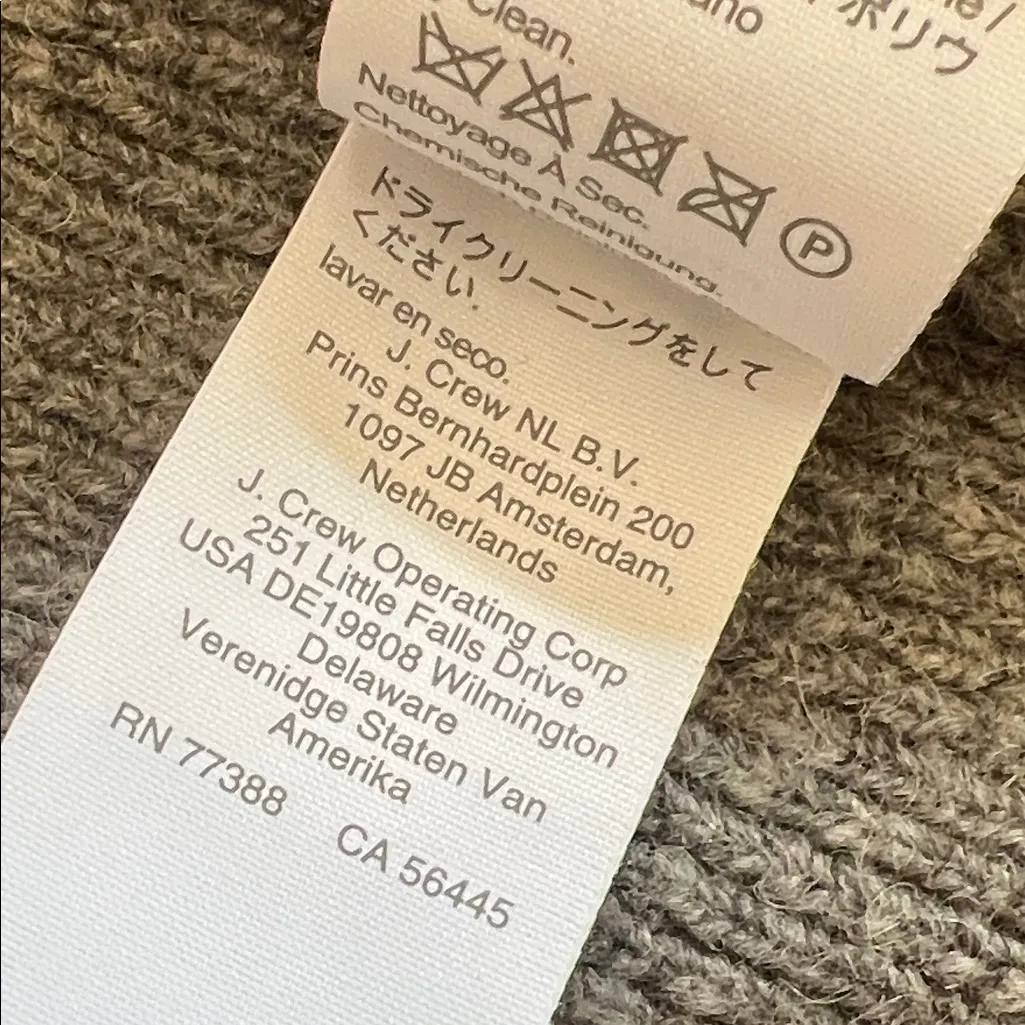 Clean.
Nettoyage À Sec.
Chemische Reinigung.
P
ドライクリーニングをして
ください.
lavar en seco.
J. Crew NL B.V.
Prins Bernhardplein 200
1097 JB Amsterdam,
Netherlands
J. Crew Operating Corp
251 Little Falls Drive
USA DE19808 Wilmington
Delaware
Verenidge Staten Van
Amerika
RN 77388 CA 56445